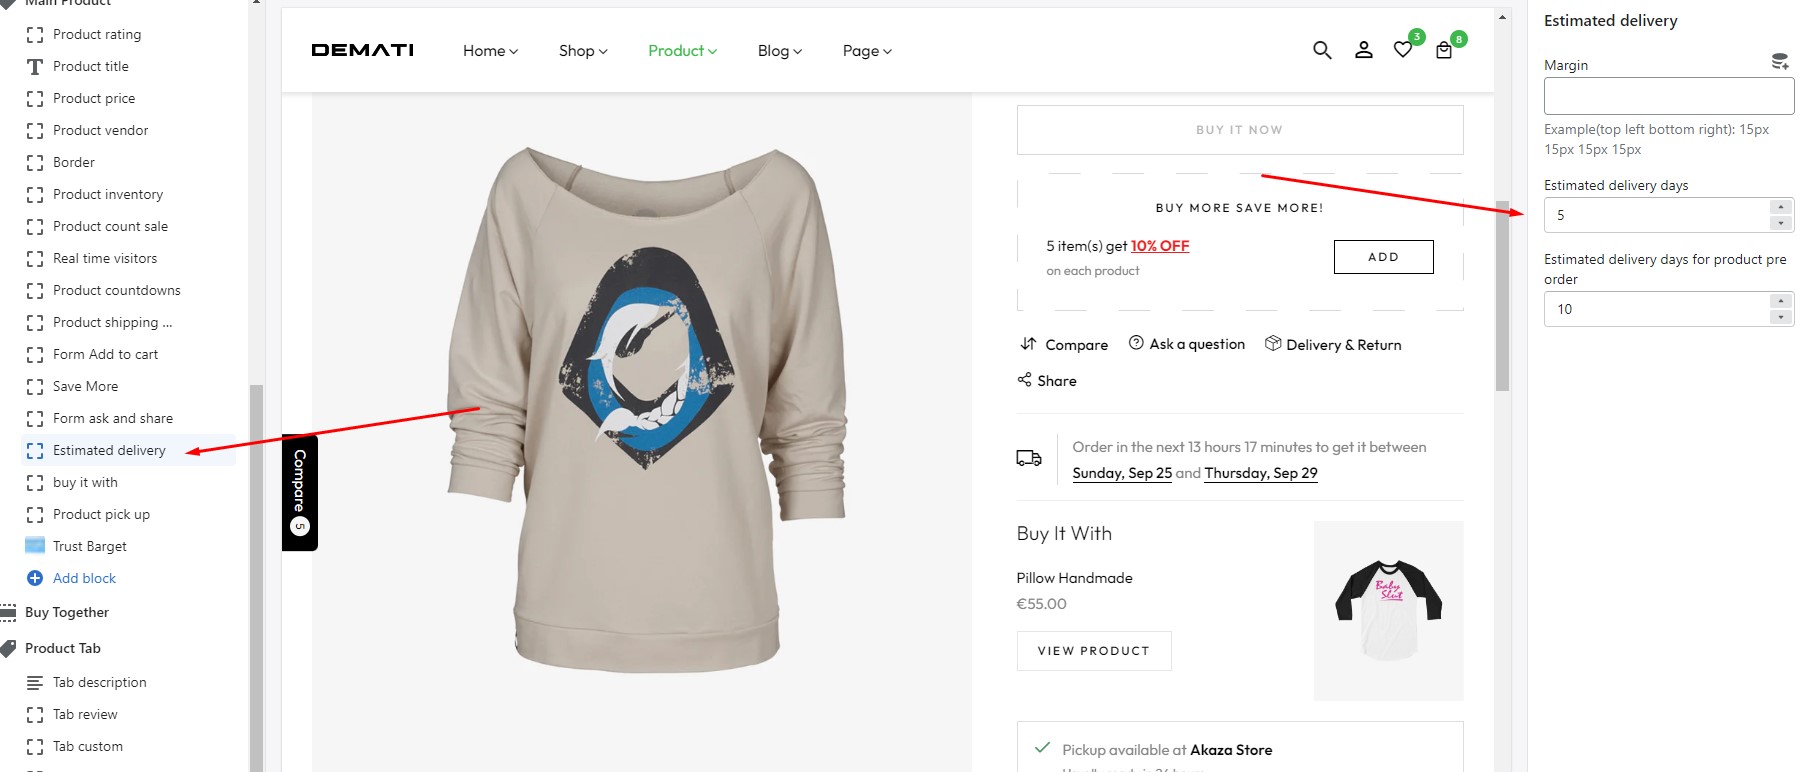 Main Product
Product rating
Product title
Product price
Product vendor
Border
Product inventory
Product count sale
Real time visitors
Product countdowns
Product shipping ...
Form Add to cart
Save More
Form ask and share
Estimated delivery
buy it with
Product pick up
Trust Barget
Add block
Buy Together
Product Tab
Tab description
Tab review
Tab custom
DEMATI
Home
Shop
Product
Blog
Page
3
8
Compare 5
BUY IT NOW
BUY MORE SAVE MORE!
5 item(s) get 10% OFF
on each product
ADD
Compare
Ask a question
Delivery & Return
Share
Order in the next 13 hours 17 minutes to get it between
Sunday, Sep 25 and Thursday, Sep 29
Buy It With
Pillow Handmade
€55.00
VIEW PRODUCT
Baby
Slut
Pickup available at Akaza Store
Estimated delivery
Margin
Example(top left bottom right): 15px
15px 15px 15px
Estimated delivery days
5
Estimated delivery days for product pre
order
10